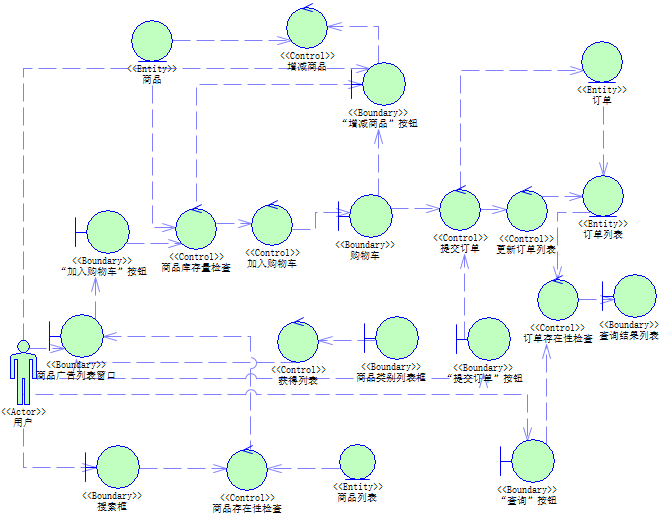 <<Entity>>
商品
<<Control>>
增减商品
<<Boundary>>
“增减商品”按钮
<<Entity>>
订单
<<Boundary>>
“加入购物车”按钮
<<Control>>
商品库存量检查
<<Control>>
加入购物车
<<Boundary>>
购物车
<<Control>>
提交订单
<<Control>>
更新订单列表
<<Entity>>
订单列表
<<Control>>
订单存在性检查
<<Boundary>>
查询结果列表
<<Actor>>
用户
<<Boundary>>
商品广告列表窗口
<<Control>>
获得列表
<<Boundary>>
商品类别列表框
<<Boundary>>
“提交订单”按钮
<<Boundary>>
搜索框
<<Control>>
商品存在性检查
<<Entity>>
商品列表
<<Boundary>>
“查询”按钮